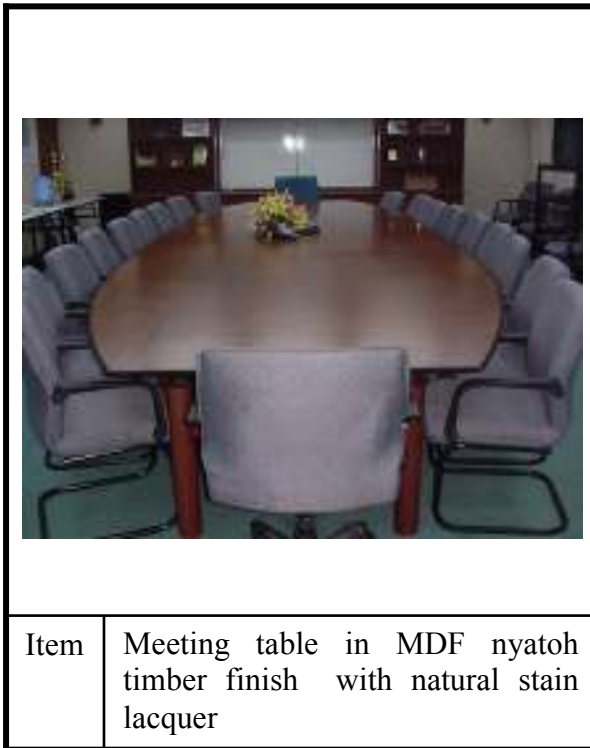 Item
Meeting table in MDF nyatoh
timber finish with natural stain
lacquer